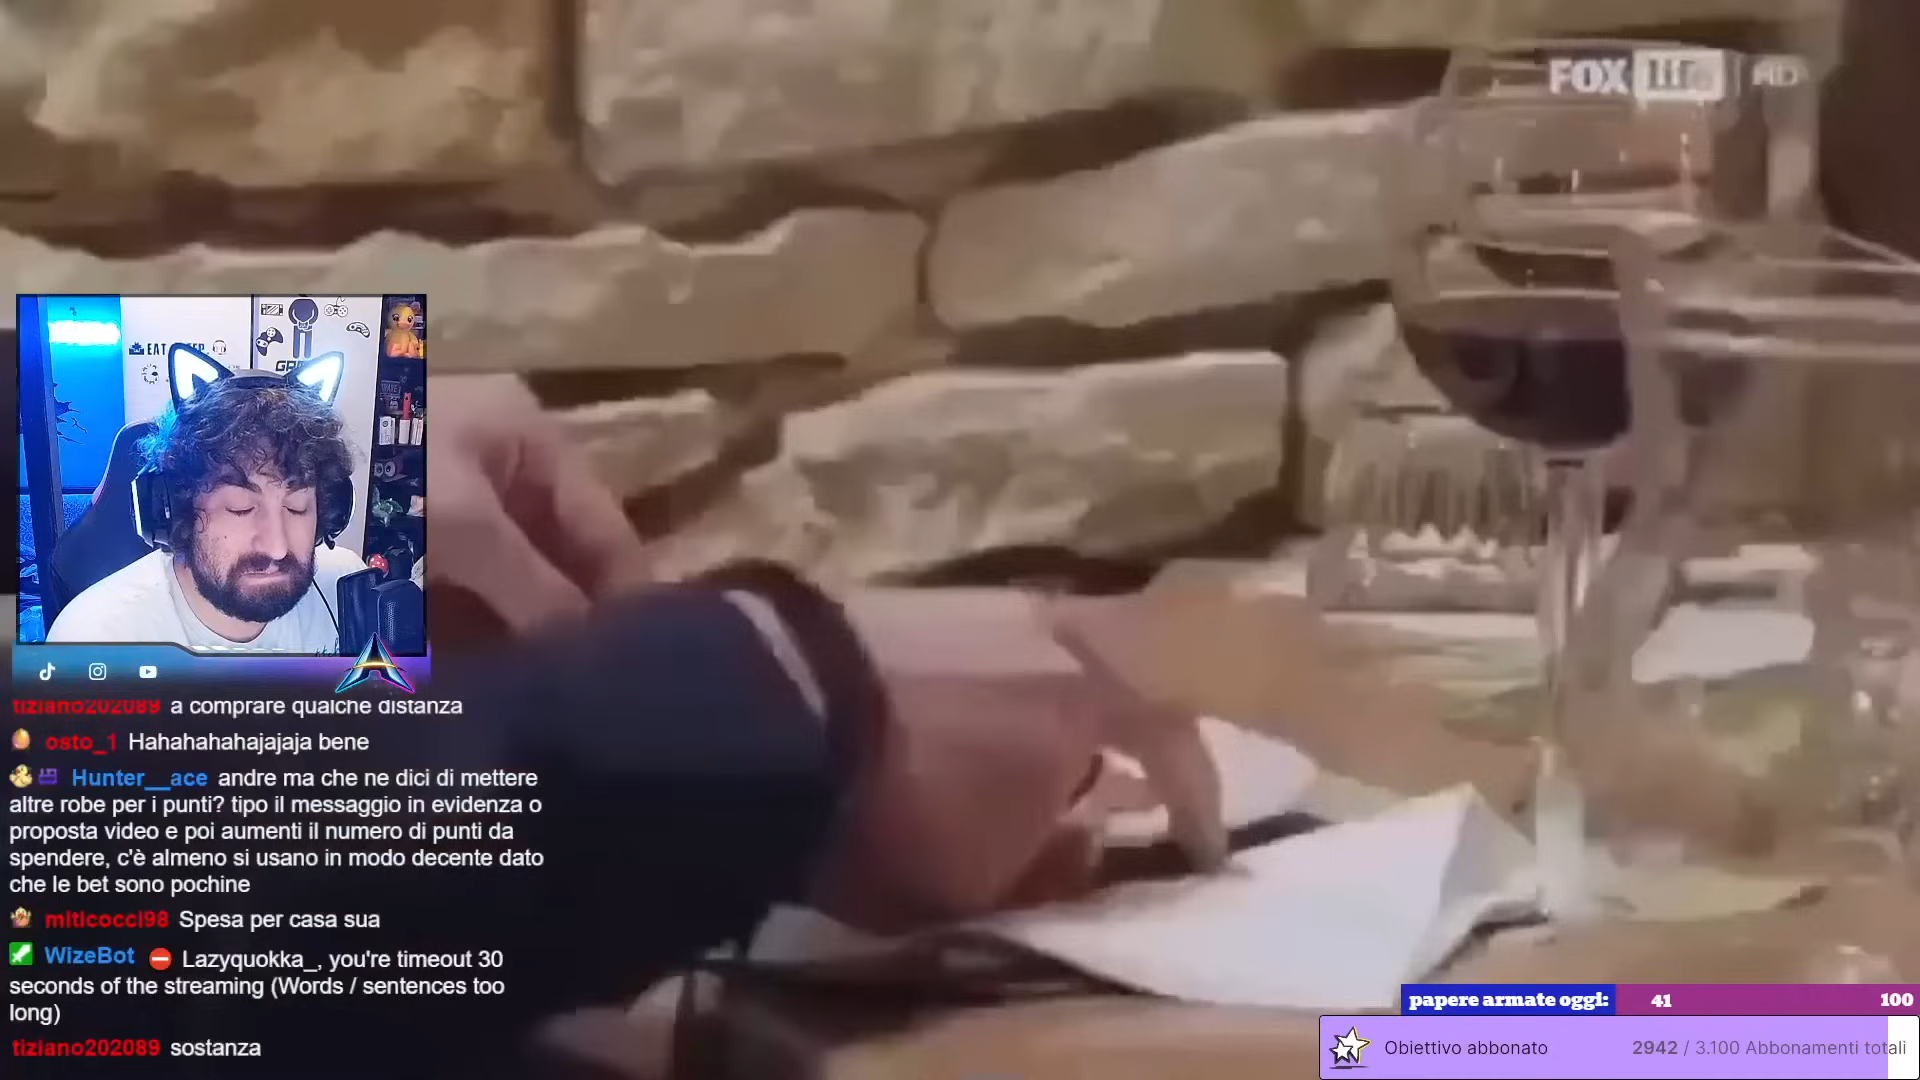 FOX life HD
EAT
tiziano202089 a comprare qualche distanza
osto_1 Hahahahahajajaja bene
Hunter__ace andre ma che ne dici di mettere
altre robe per i punti? tipo il messaggio in evidenza o
proposta video e poi aumenti il numero di punti da
spendere, c'è almeno si usano in modo decente dato
che le bet sono pochine
miticocci98 Spesa per casa sua
WizeBot Lazyquokka_, you're timeout 30
seconds of the streaming (Words / sentences too
long)
tiziano202089 sostanza
papere armate oggi: 41 100
Obiettivo abbonato 2942 / 3.100 Abbonamenti totali